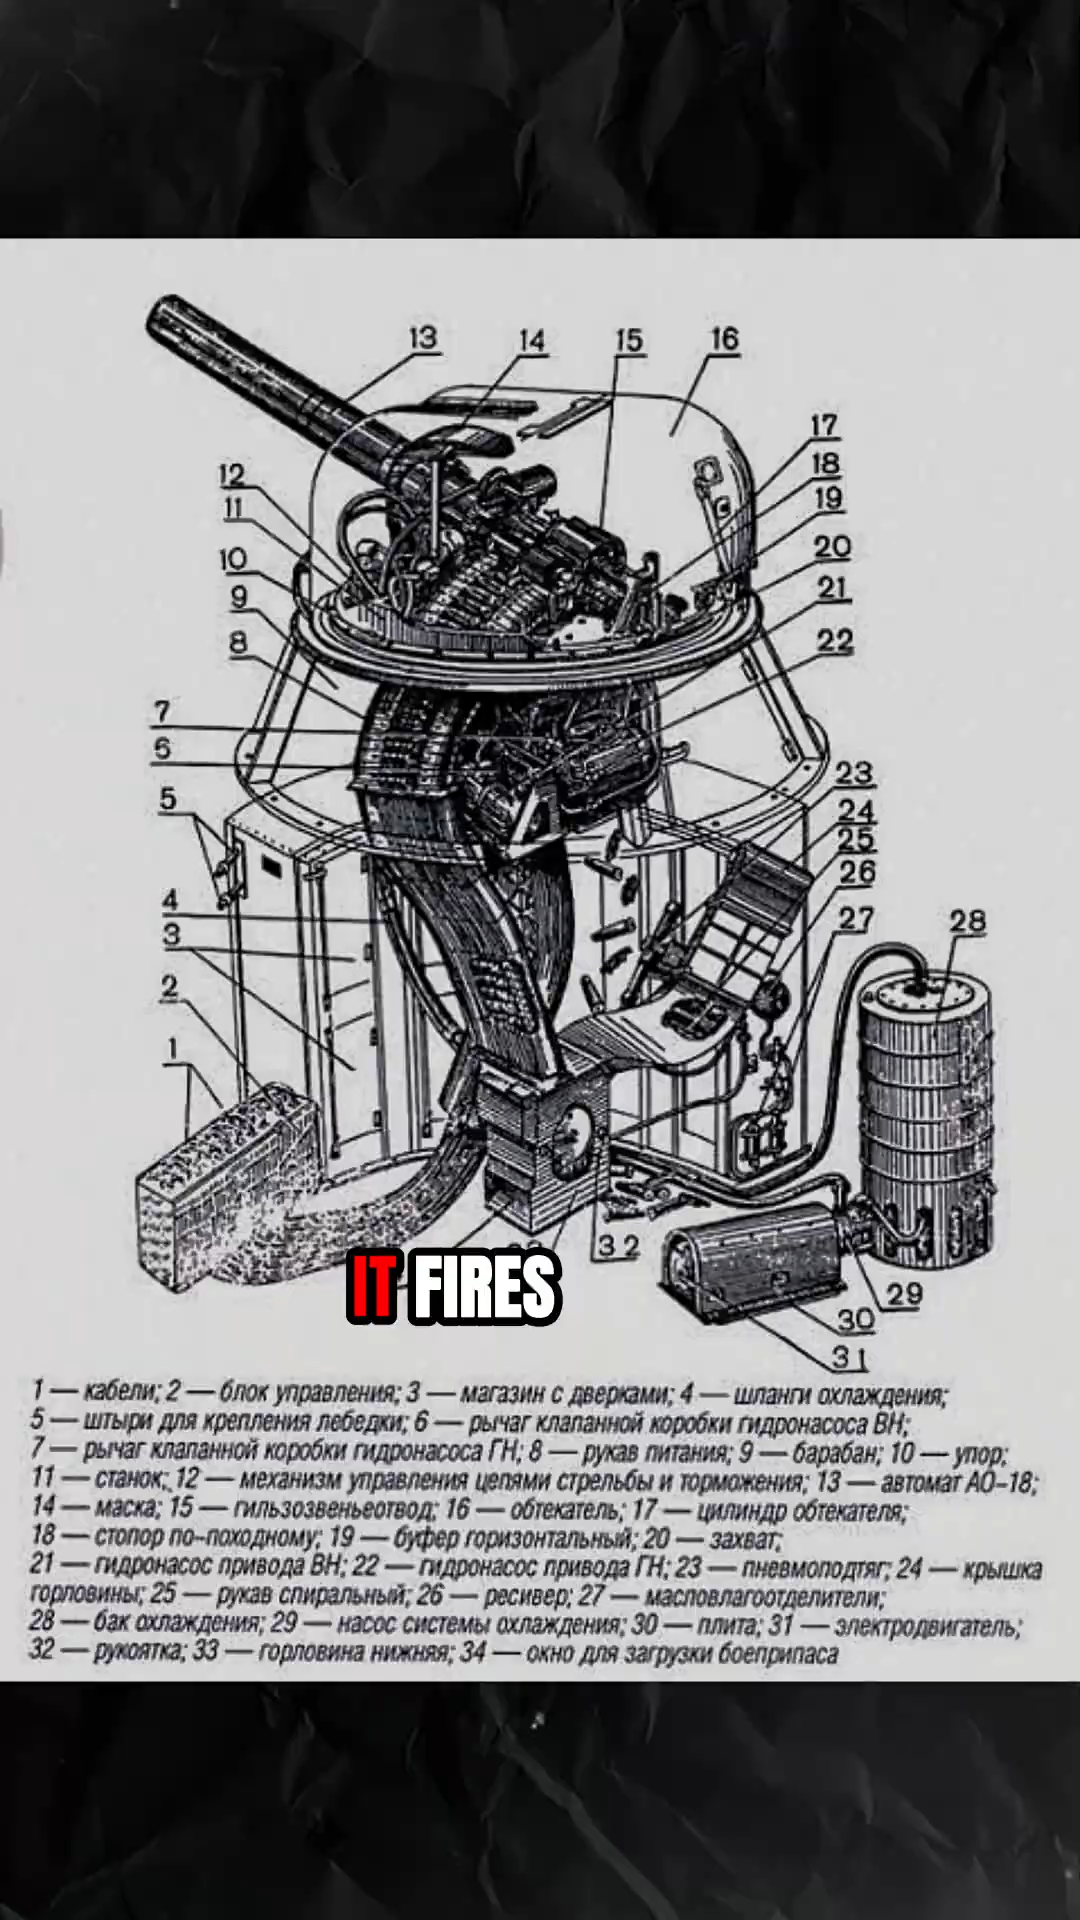 13 14 15 16
17
12 18
11 19
10 20
9 21
8 22
7
6 23
5 24
25
26
4 27 28
3
2
1
32
IT FIRES
29
30
31
1 — кабели; 2 — блок управления; 3 — магазин с дверками; 4 — шланги охлаждения;
5 — штыри для крепления лебедки; 6 — рычаг клапанной коробки гидронасоса ВН;
7 — рычаг клапанной коробки гидронасоса ГН; 8 — рукав питания; 9 — барабан; 10 — упор;
11 — станок; 12 — механизм управления цепями стрельбы и торможения; 13 — автомат АО-18;
14 — маска; 15 — гильзозвеньеотвод; 16 — обтекатель; 17 — цилиндр обтекателя;
18 — стопор по-походному; 19 — буфер горизонтальный; 20 — захват;
21 — гидронасос привода ВН; 22 — гидронасос привода ГН; 23 — пневмоподтяг; 24 — крышка
горловины; 25 — рукав спиральный; 26 — ресивер; 27 — масловлагоотделители;
28 — бак охлаждения; 29 — насос системы охлаждения; 30 — плита; 31 — электродвигатель;
32 — рукоятка; 33 — горловина нижняя; 34 — окно для загрузки боеприпаса